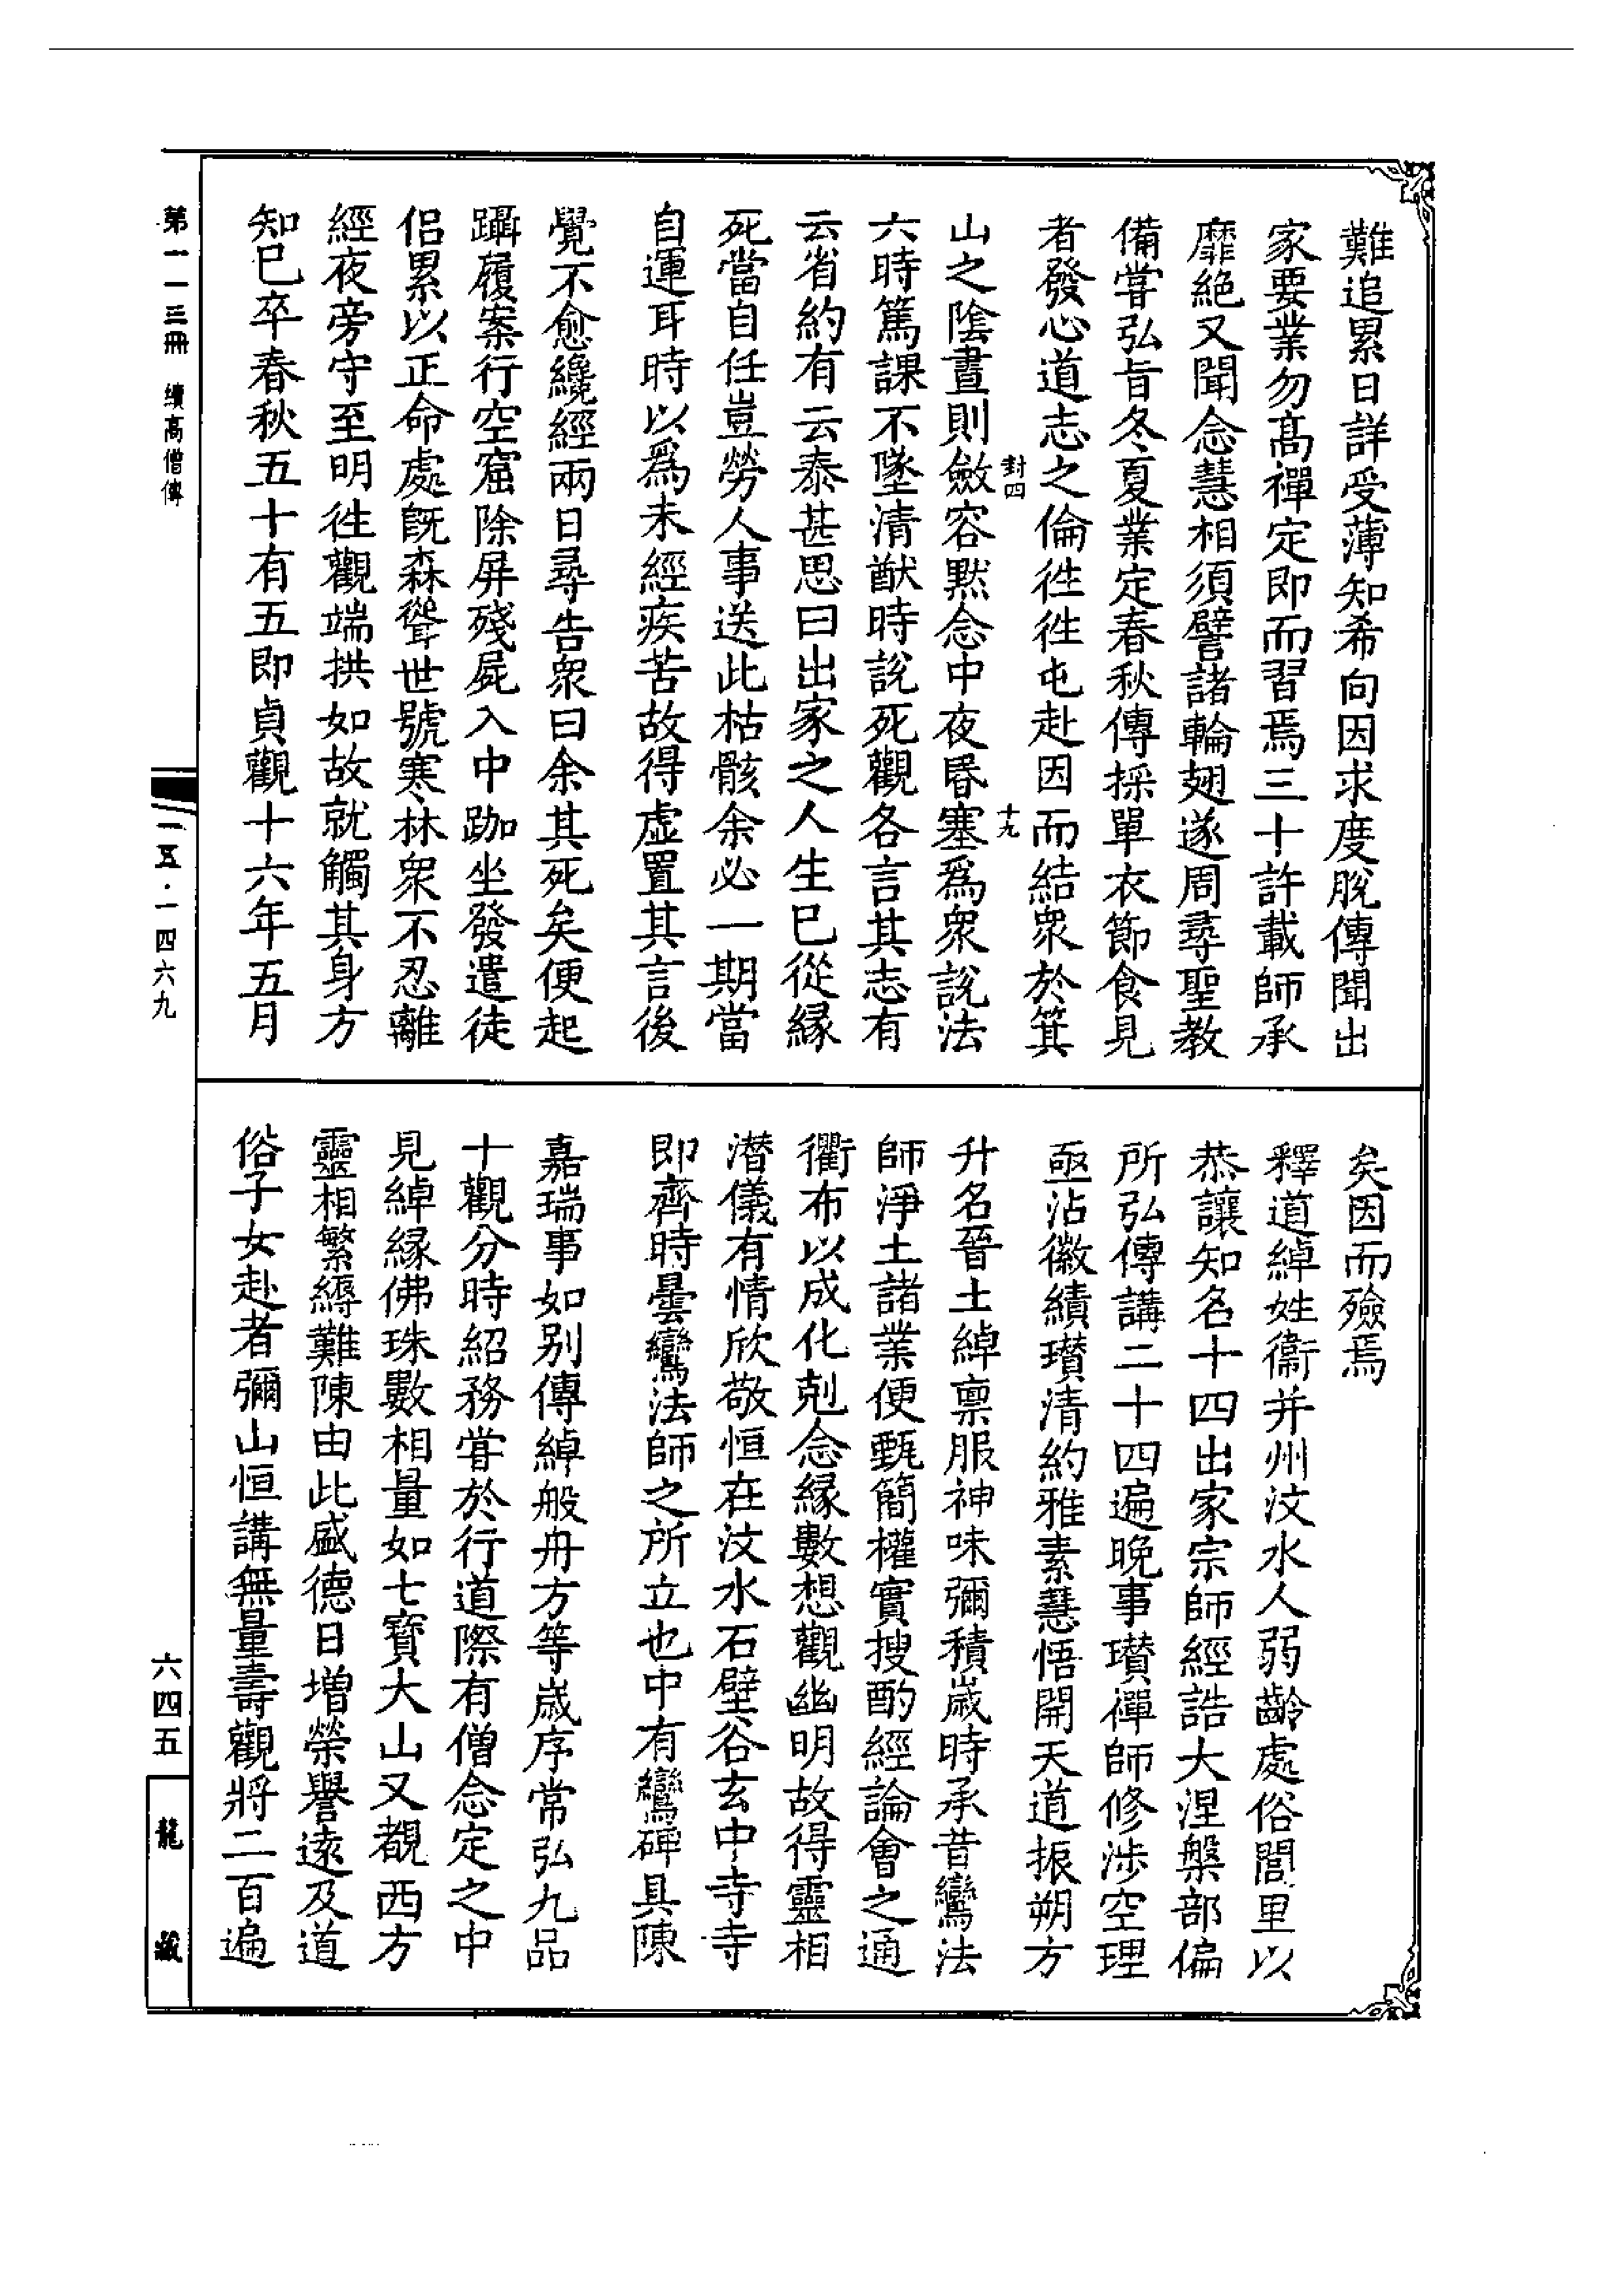 難追累日詳受薄知希向因求度脫傳聞出
家要業勿高禪定即而習焉三十許載師承
靡絕又聞念慧相須譬諸輪翅遂周尋聖教
備嘗弘旨冬夏業定春秋傳採單衣節食見
者發心道志之倫徃徃屯赴因而結衆於箕
封四
十九
山之陰晝則斂容默念中夜昏塞爲衆說法
六時篤課不墜清猷時說死觀各言其志有
云省約有云泰甚思曰出家之人生已從緣
死當自任豈勞人事送此枯骸余必一期當
自運耳時以爲未經疾苦故得虛置其言後
覺不愈纔經兩日尋告衆曰余其死矣便起
躡履案行空窟除屏殘屍入中跏坐發遣徒
侶累以正命處既森聳世號寒林衆不忍離
經夜旁守至明徃觀端拱如故就觸其身方
知已卒春秋五十有五即貞觀十六年五月
矣因而殮焉
釋道綽姓衞并州汶水人弱齡處俗閭里以
恭讓知名十四出家宗師經誥大涅槃部偏
所弘傳講二十四遍晚事瓚禪師修涉空理
亟沾徽績瓚清約雅素慧悟開天道振朔方
升名晉土綽禀服神味彌積歲時承昔鸞法
師淨土諸業便甄簡權實搜酌經論會之通
衢布以成化剋念緣數想觀幽明故得靈相
潛儀有情欣敬恒在汶水石壁谷玄中寺寺
即齊時曇鸞法師之所立也中有鸞碑具陳
嘉瑞事如别傳綽般舟方等歲序常弘九品
十觀分時紹務甞於行道際有僧念定之中
見綽緣佛珠數相量如七寶大山又覩西方
靈相繁縟難陳由此盛德日增榮譽遠及道
俗子女赴者彌山恒講無量壽觀將二百遍
第一一三冊 續高僧傳
一五·一四六九
六四五
龍藏